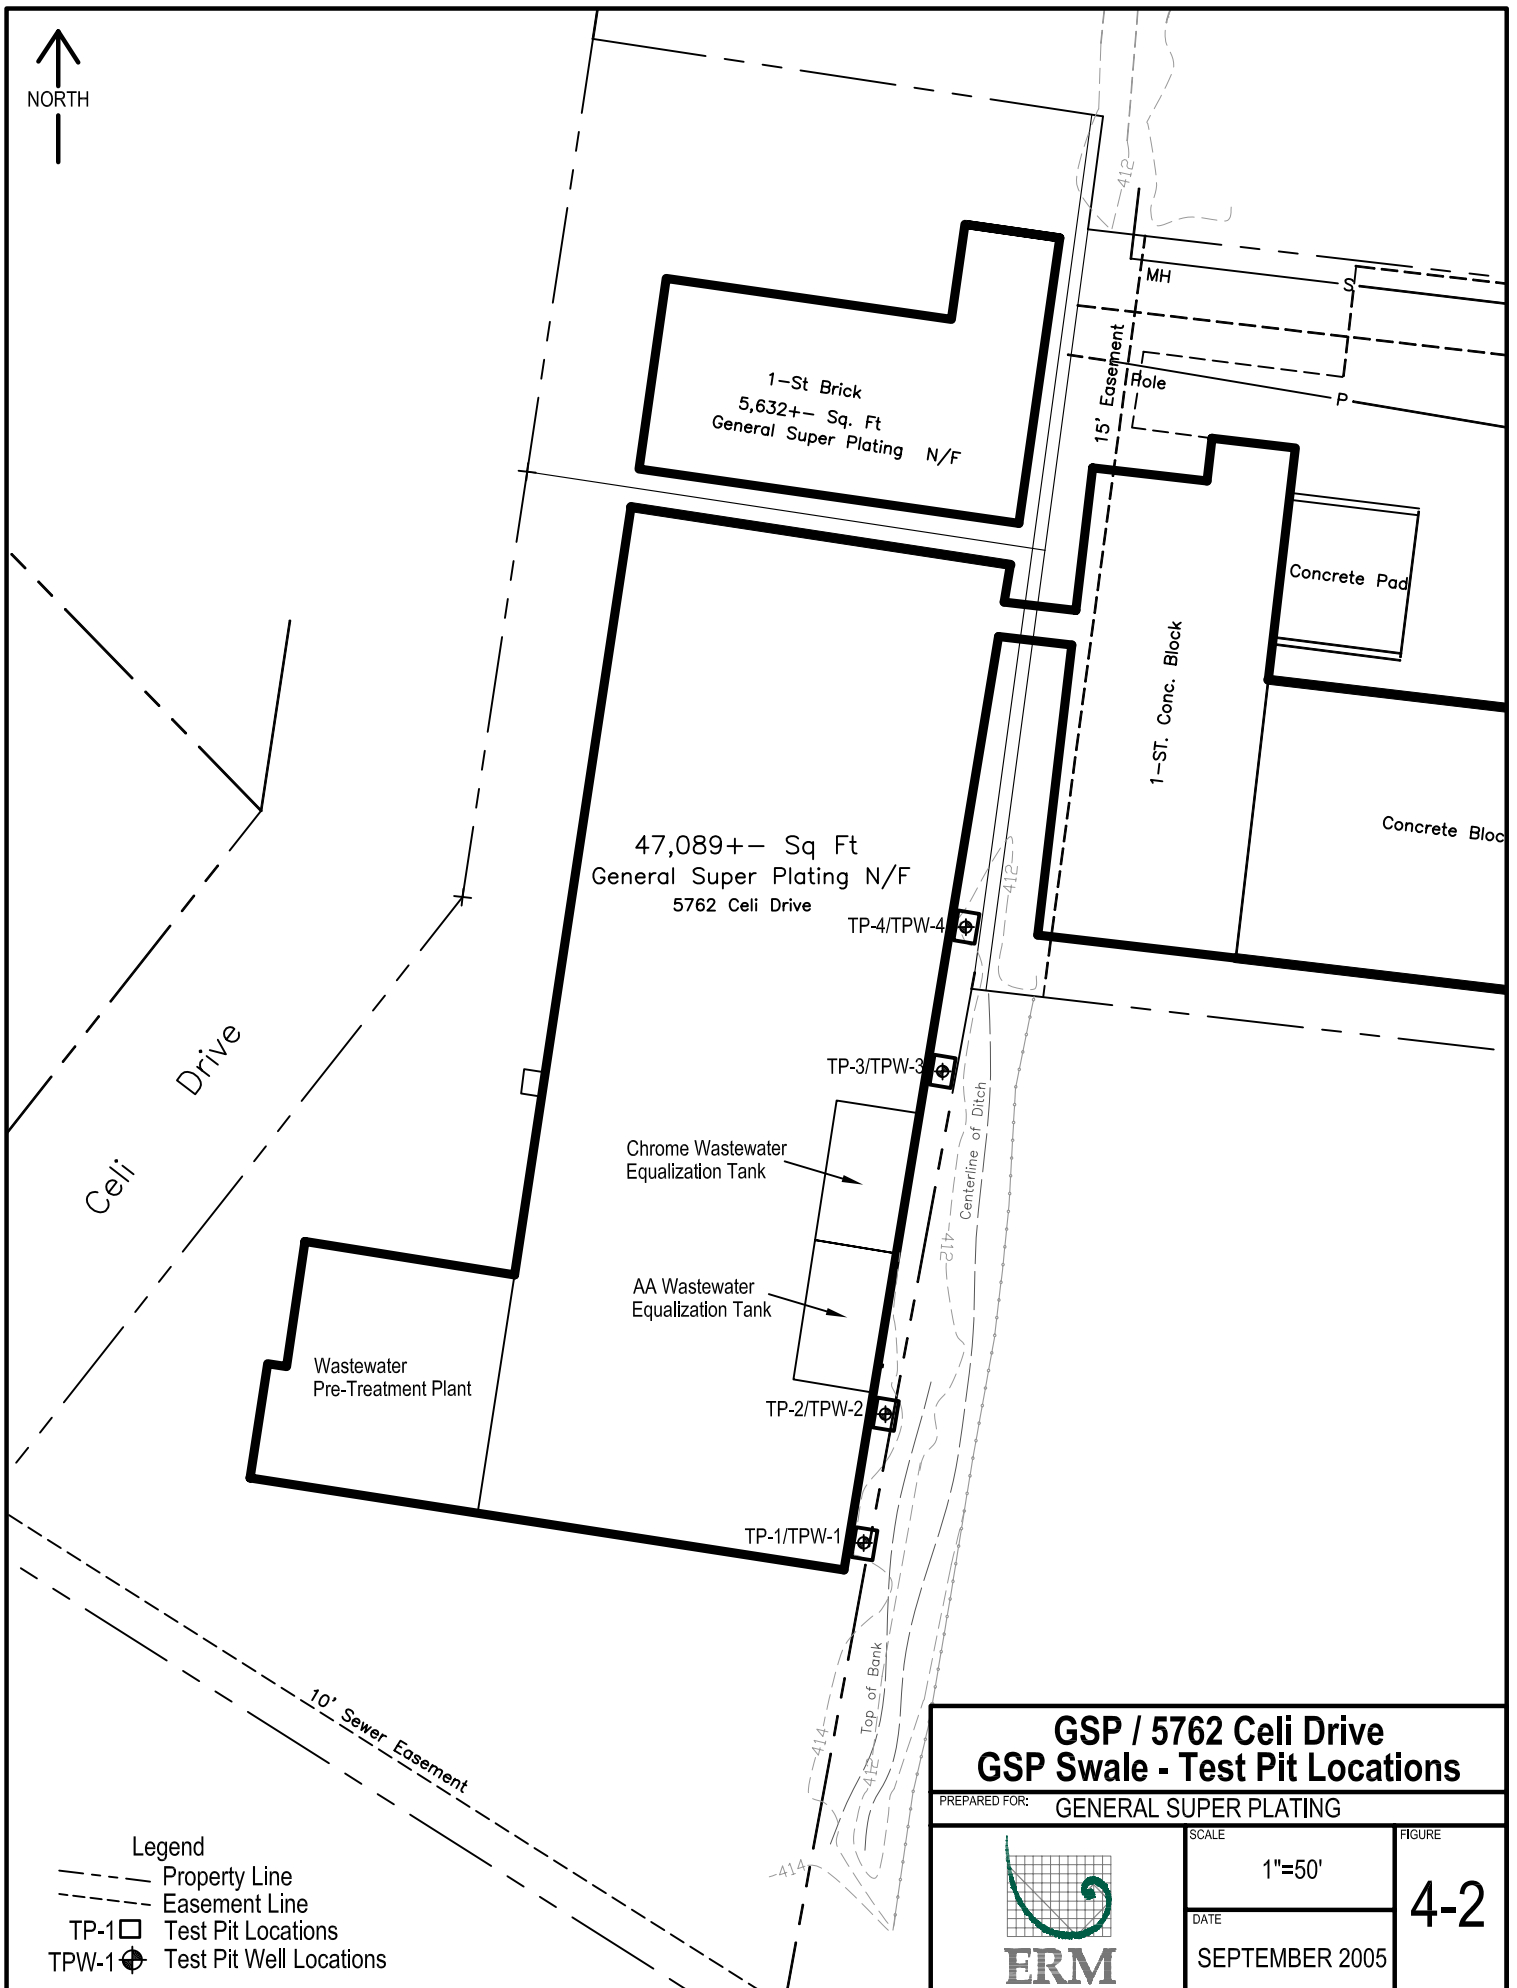 NORTH
412
MH
S
15' Easement
Pole
P
1-St Brick
5,632+- Sq. Ft
General Super Plating N/F
Concrete Pad
1-ST. Conc. Block
Concrete Bloc
47,089+- Sq Ft
General Super Plating N/F
5762 Celi Drive
412
TP-4/TPW-4
TP-3/TPW-3
Centerline of Ditch
Celi Drive
Chrome Wastewater
Equalization Tank
412
AA Wastewater
Equalization Tank
Wastewater
Pre-Treatment Plant
TP-2/TPW-2
TP-1/TPW-1
Top of Bank
414
412
10' Sewer Easement
414
Legend
Property Line
Easement Line
TP-1 Test Pit Locations
TPW-1 Test Pit Well Locations
GSP / 5762 Celi Drive
GSP Swale - Test Pit Locations
PREPARED FOR: GENERAL SUPER PLATING
ERM
SCALE
1"=50'
DATE
SEPTEMBER 2005
FIGURE
4-2